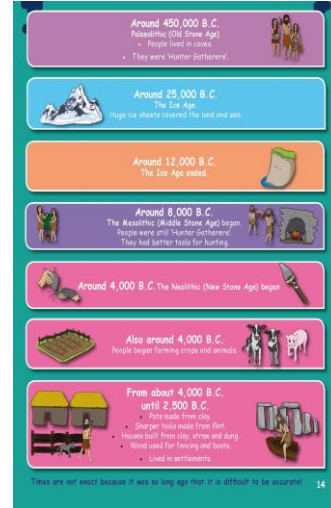 Around 450,000 B.C.
Palaeolithic (Old Stone Age)
• People lived in caves.
• They were 'Hunter Gatherers'.
Around 25,000 B.C.
The Ice Age.
Huge ice sheets covered the land and sea.
Around 12,000 B.C.
The Ice Age ended.
Around 8,000 B.C.
The Mesolithic (Middle Stone Age) began.
People were still 'Hunter Gatherers'.
They had better tools for hunting.
Around 4,000 B.C. The Neolithic (New Stone Age) began
Also around 4,000 B.C.
People began farming crops and animals.
From about 4,000 B.C.
until 2,500 B.C.
• Pots made from clay.
• Sharper tools made from flint.
• Houses built from clay, straw and dung.
• Wood used for fencing and boats.
• Lived in settlements.
Times are not exact because it was so long ago that it is difficult to be accurate!
14